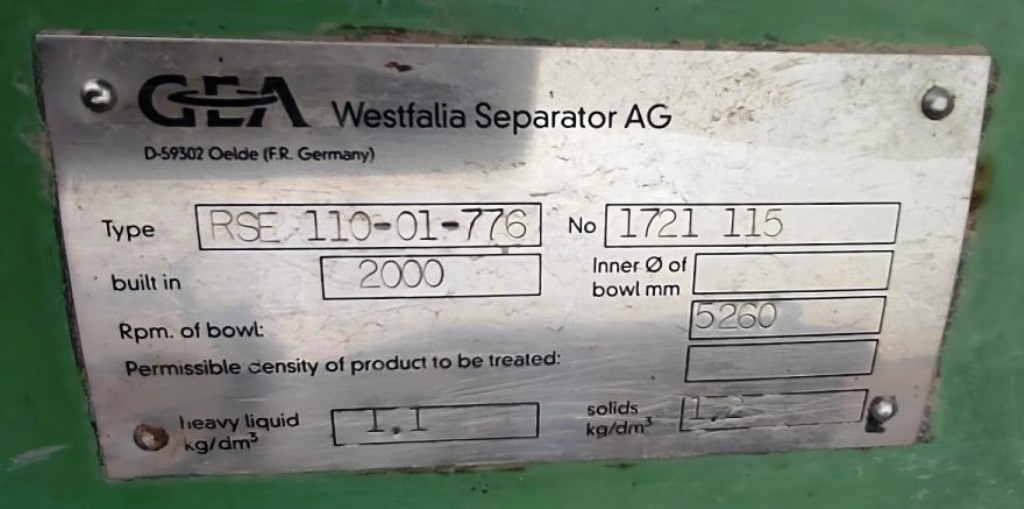 GEA Westfalia Separator AG
D-59302 Oelde (F.R. Germany)
Type RSE 110-01-776 No 1721 115
built in 2000 Inner Ø of bowl mm
Rpm. of bowl: 5260
Permissible density of product to be treated:
heavy liquid kg/dm³ 1.1 solids kg/dm³